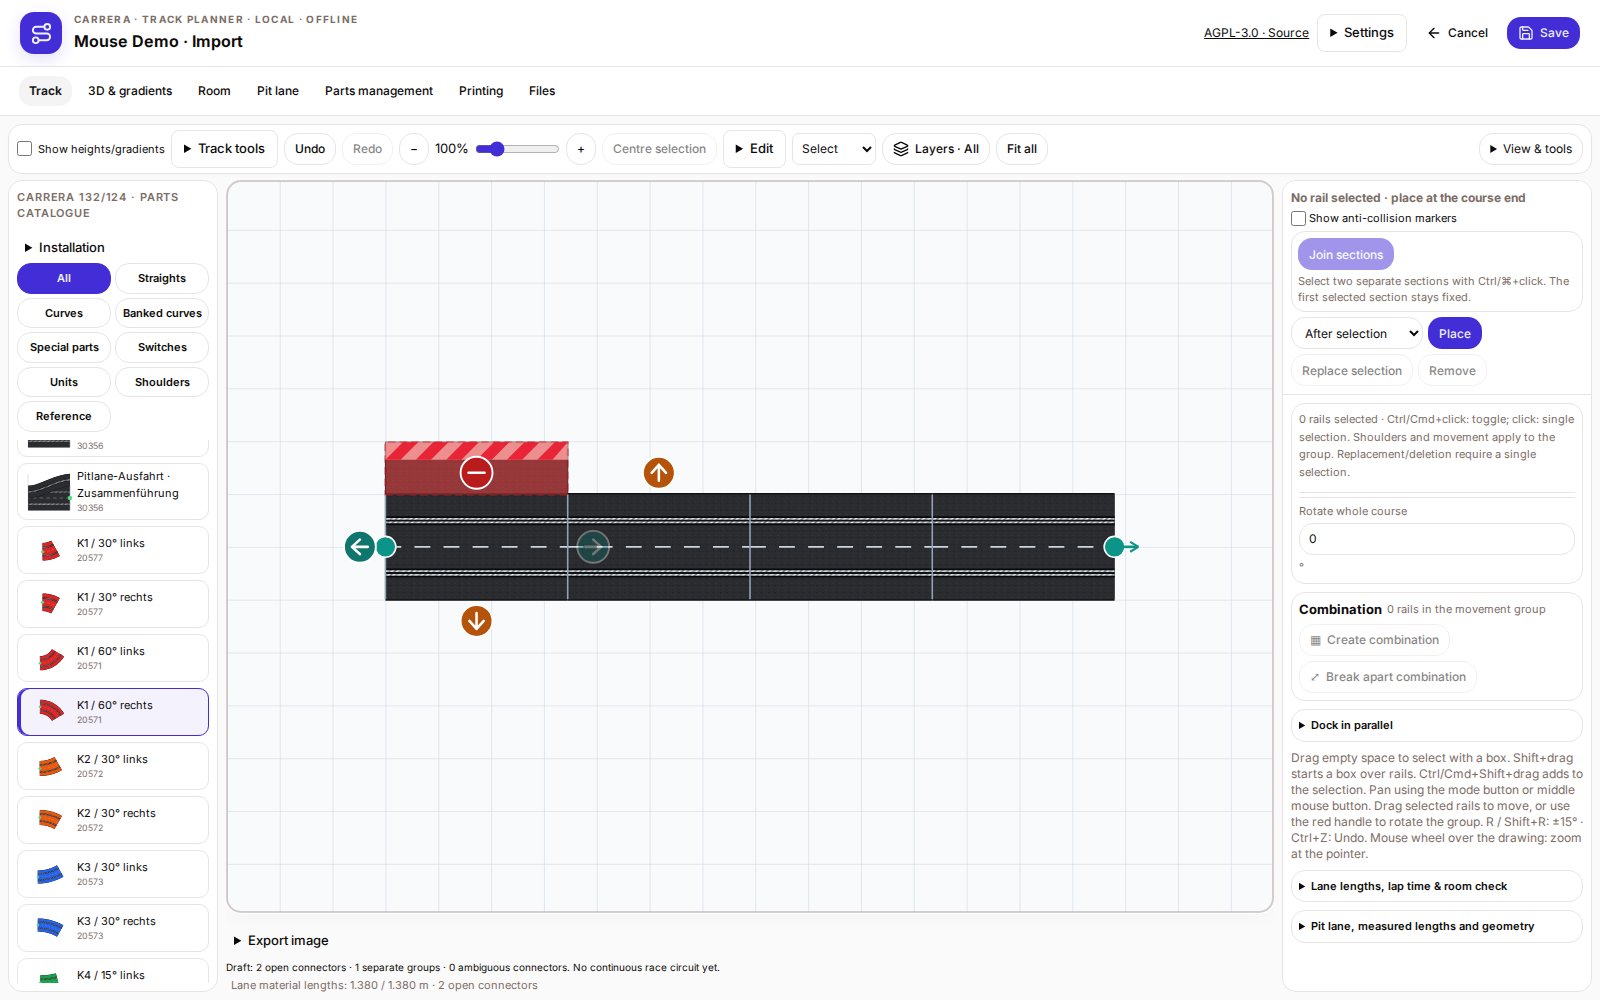 CARRERA · TRACK PLANNER · LOCAL · OFFLINE
Mouse Demo · Import
AGPL-3.0 · Source
Settings
Cancel
Save
Track
3D & gradients
Room
Pit lane
Parts management
Printing
Files
Show heights/gradients
Track tools
Undo
Redo
−
100%
+
Centre selection
Edit
Select
Layers · All
Fit all
View & tools
CARRERA 132/124 · PARTS
CATALOGUE
Installation
All
Straights
Curves
Banked curves
Special parts
Switches
Units
Shoulders
Reference
30356
Pitlane-Ausfahrt ·
Zusammenführung
30356
K1 / 30° links
20577
K1 / 30° rechts
20577
K1 / 60° links
20571
K1 / 60° rechts
20571
K2 / 30° links
20572
K2 / 30° rechts
20572
K3 / 30° links
20573
K3 / 30° rechts
20573
K4 / 15° links
Export image
Draft: 2 open connectors · 1 separate groups · 0 ambiguous connectors. No continuous race circuit yet.
Lane material lengths: 1.380 / 1.380 m · 2 open connectors
No rail selected · place at the course end
Show anti-collision markers
Join sections
Select two separate sections with Ctrl/⌘+click. The
first selected section stays fixed.
After selection
Place
Replace selection
Remove
0 rails selected · Ctrl/Cmd+click: toggle; click: single
selection. Shoulders and movement apply to the
group. Replacement/deletion require a single
selection.
Rotate whole course
0
°
Combination 0 rails in the movement group
Create combination
Break apart combination
Dock in parallel
Drag empty space to select with a box. Shift+drag
starts a box over rails. Ctrl/Cmd+Shift+drag adds to
the selection. Pan using the mode button or middle
mouse button. Drag selected rails to move, or use
the red handle to rotate the group. R / Shift+R: ±15° ·
Ctrl+Z: Undo. Mouse wheel over the drawing: zoom
at the pointer.
Lane lengths, lap time & room check
Pit lane, measured lengths and geometry